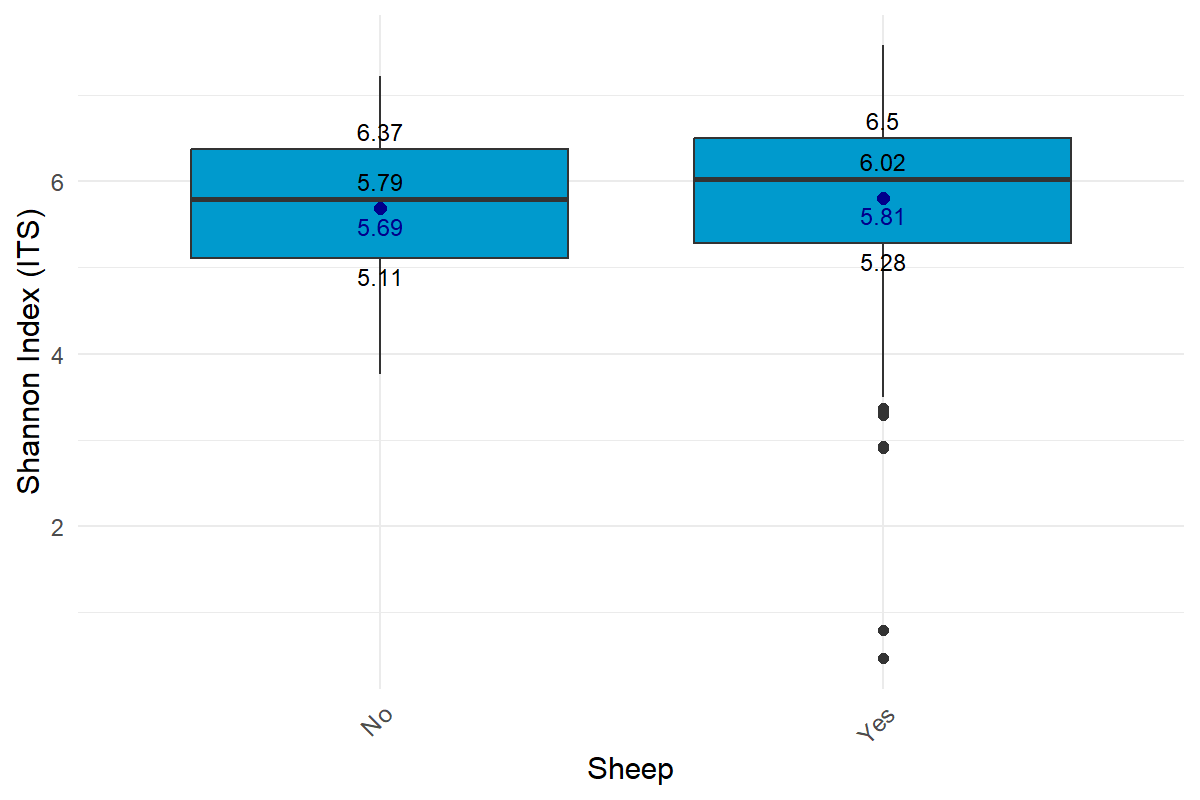 Shannon Index (ITS)
6
4
2
6.37
5.79
5.69
5.11
6.5
6.02
5.81
5.28
No
Yes
Sheep